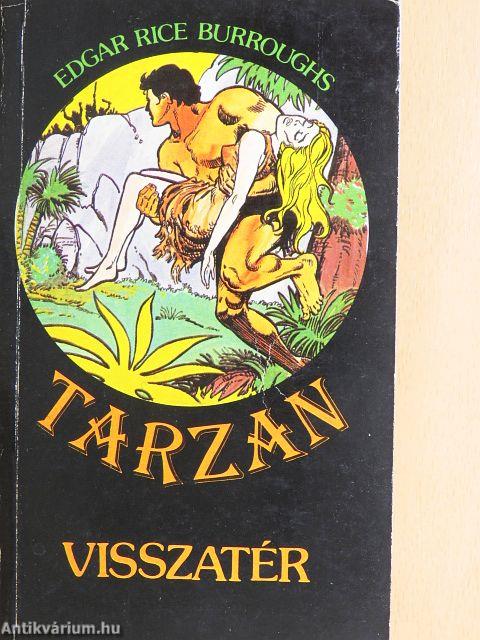 EDGAR RICE BURROUGHS
TARZAN
VISSZATÉR
Antikvárium.hu